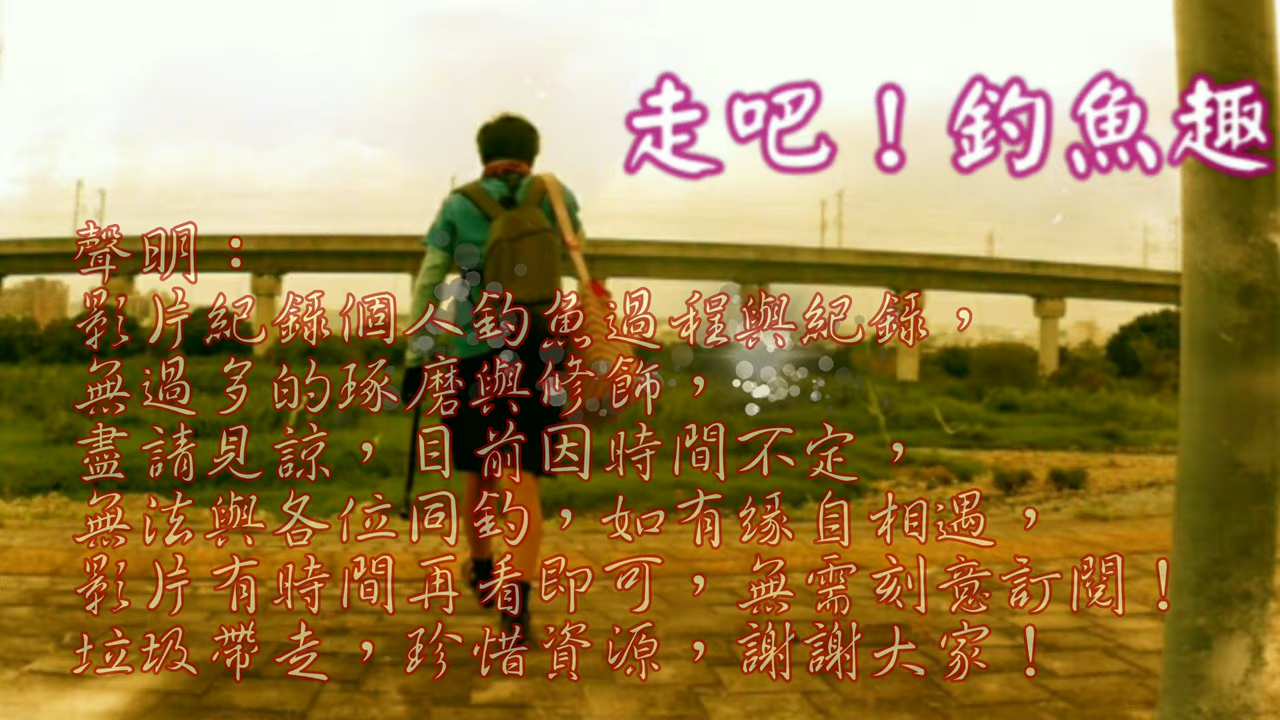 走吧！釣魚趣
聲明：
影片紀錄個人釣魚過程與紀錄，
無過多的琢磨與修飾，
盡請見諒，目前因時間不定，
無法與各位同釣，如有緣自相遇，
影片有時間再看即可，無需刻意訂閱！
垃圾帶走，珍惜資源，謝謝大家！